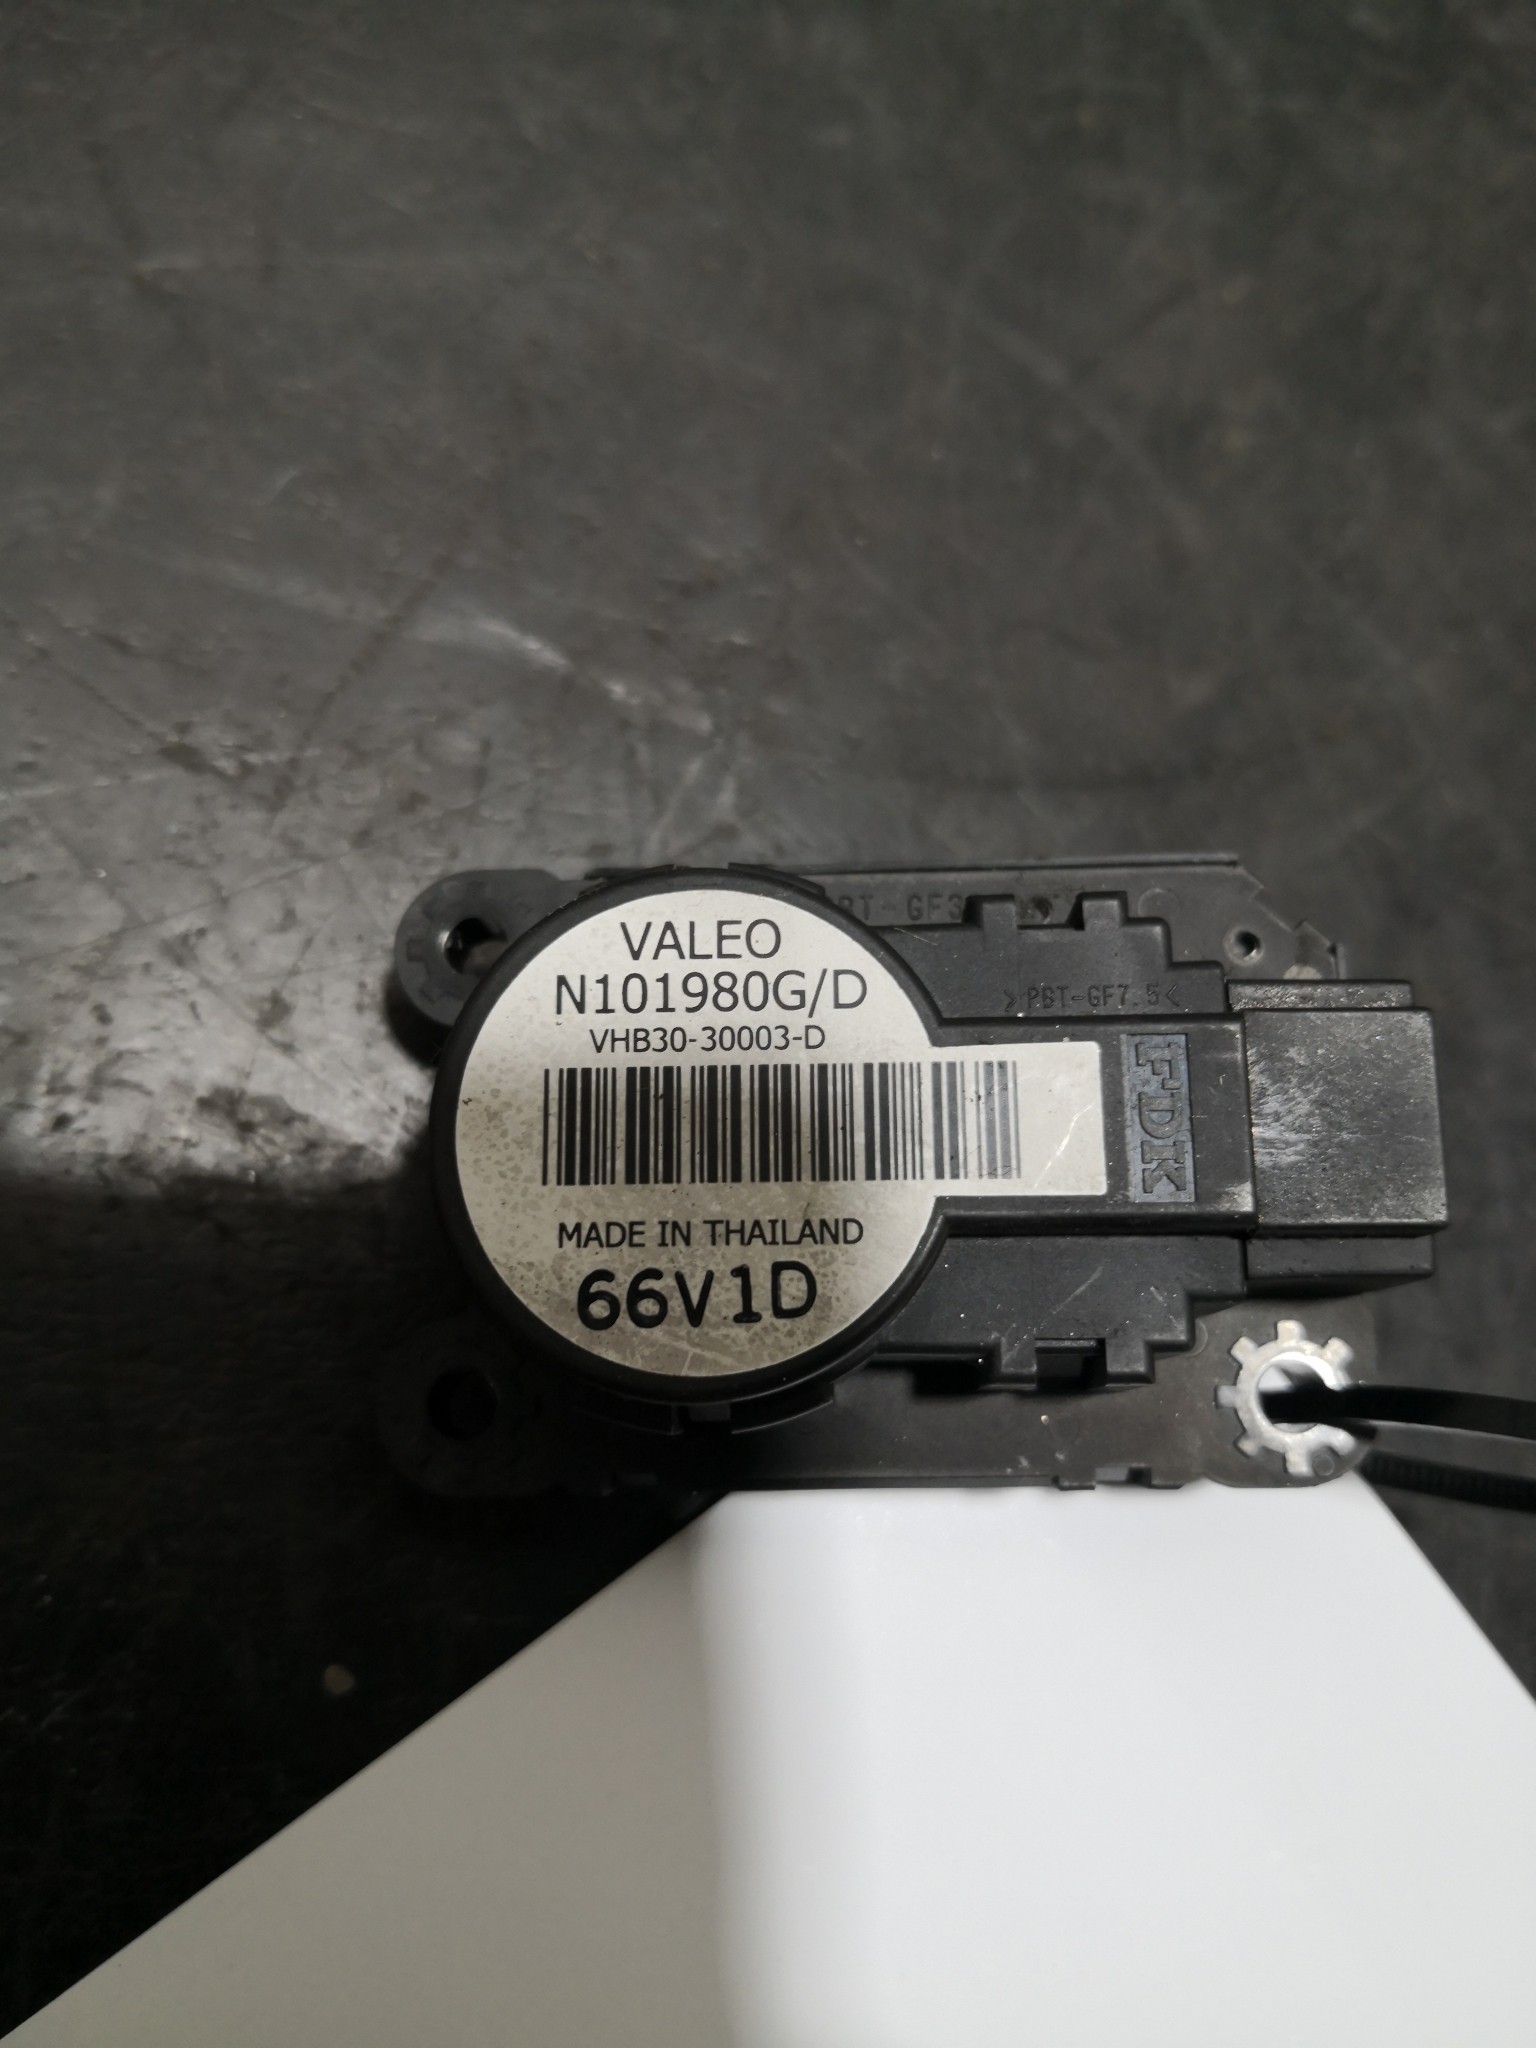 VALEO
N101980G/D
VHB30-30003-D
MADE IN THAILAND
66V1D
>PBT-GF7.5<
FDK